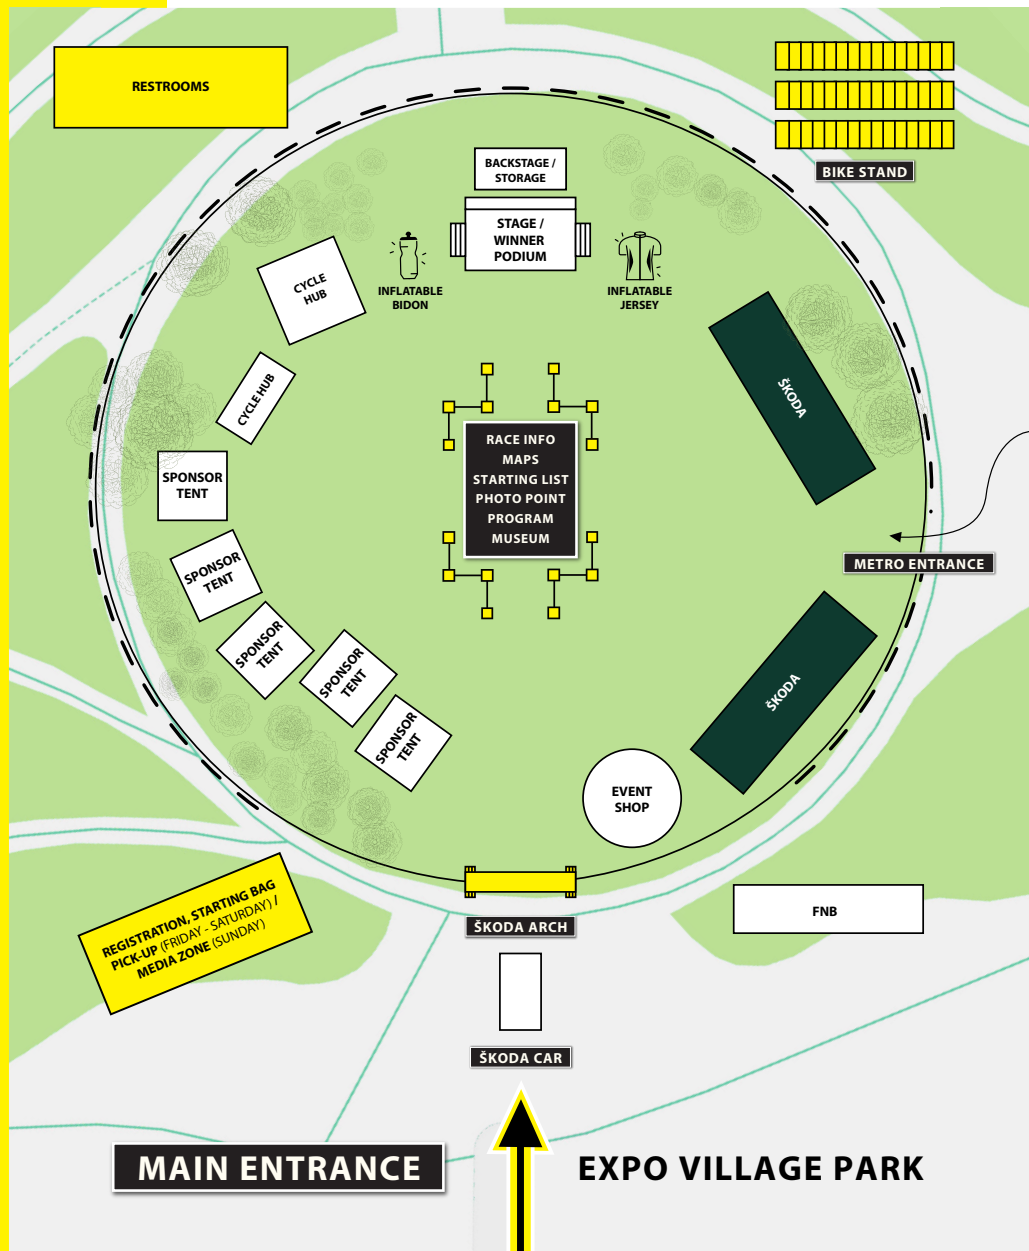 RESTROOMS
BIKE STAND
BACKSTAGE /
STORAGE
STAGE /
WINNER
PODIUM
INFLATABLE
BIDON
INFLATABLE
JERSEY
CYCLE
HUB
CYCLE HUB
ŠKODA
RACE INFO
MAPS
STARTING LIST
PHOTO POINT
PROGRAM
MUSEUM
SPONSOR
TENT
METRO ENTRANCE
SPONSOR
TENT
SPONSOR
TENT
SPONSOR
TENT
SPONSOR
TENT
ŠKODA
EVENT
SHOP
REGISTRATION, STARTING BAG
PICK-UP (FRIDAY - SATURDAY) /
MEDIA ZONE (SUNDAY)
ŠKODA ARCH
FNB
ŠKODA CAR
MAIN ENTRANCE
EXPO VILLAGE PARK